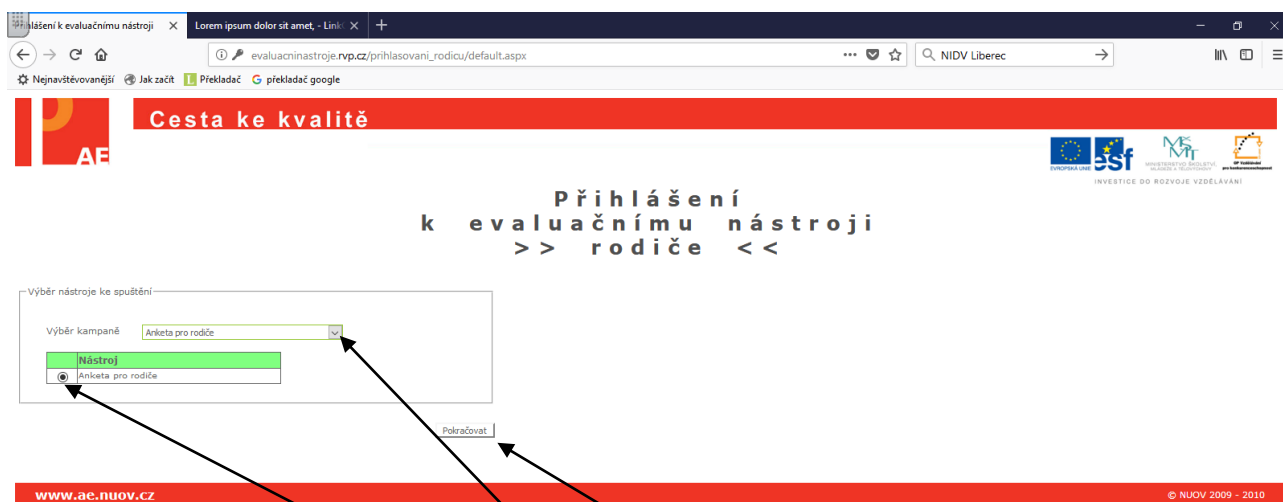 Přihlášení k evaluačnímu nástroji
Lorem ipsum dolor sit amet, - Link
evaluacninastroje.rvp.cz/prihlasovani_rodicu/default.aspx
NIDV Liberec
Nejnavštěvovanější
Jak začít
Překladač
překladač google
Cesta ke kvalitě
AE
EVROPSKÁ UNIE
esf
MŠMT
MINISTERSTVO ŠKOLSTVÍ,
MLÁDEŽE A TĚLOVÝCHOVY
OP Vzdělávání
pro konkurenceschopnost
INVESTICE DO ROZVOJE VZDĚLÁVÁNÍ
Přihlášení
k evaluačnímu nástroji
>> rodiče <<
Výběr nástroje ke spuštění
Výběr kampaně
Anketa pro rodiče
Nástroj
Anketa pro rodiče
Pokračovat
www.ae.nuov.cz
© NUOV 2009 - 2010